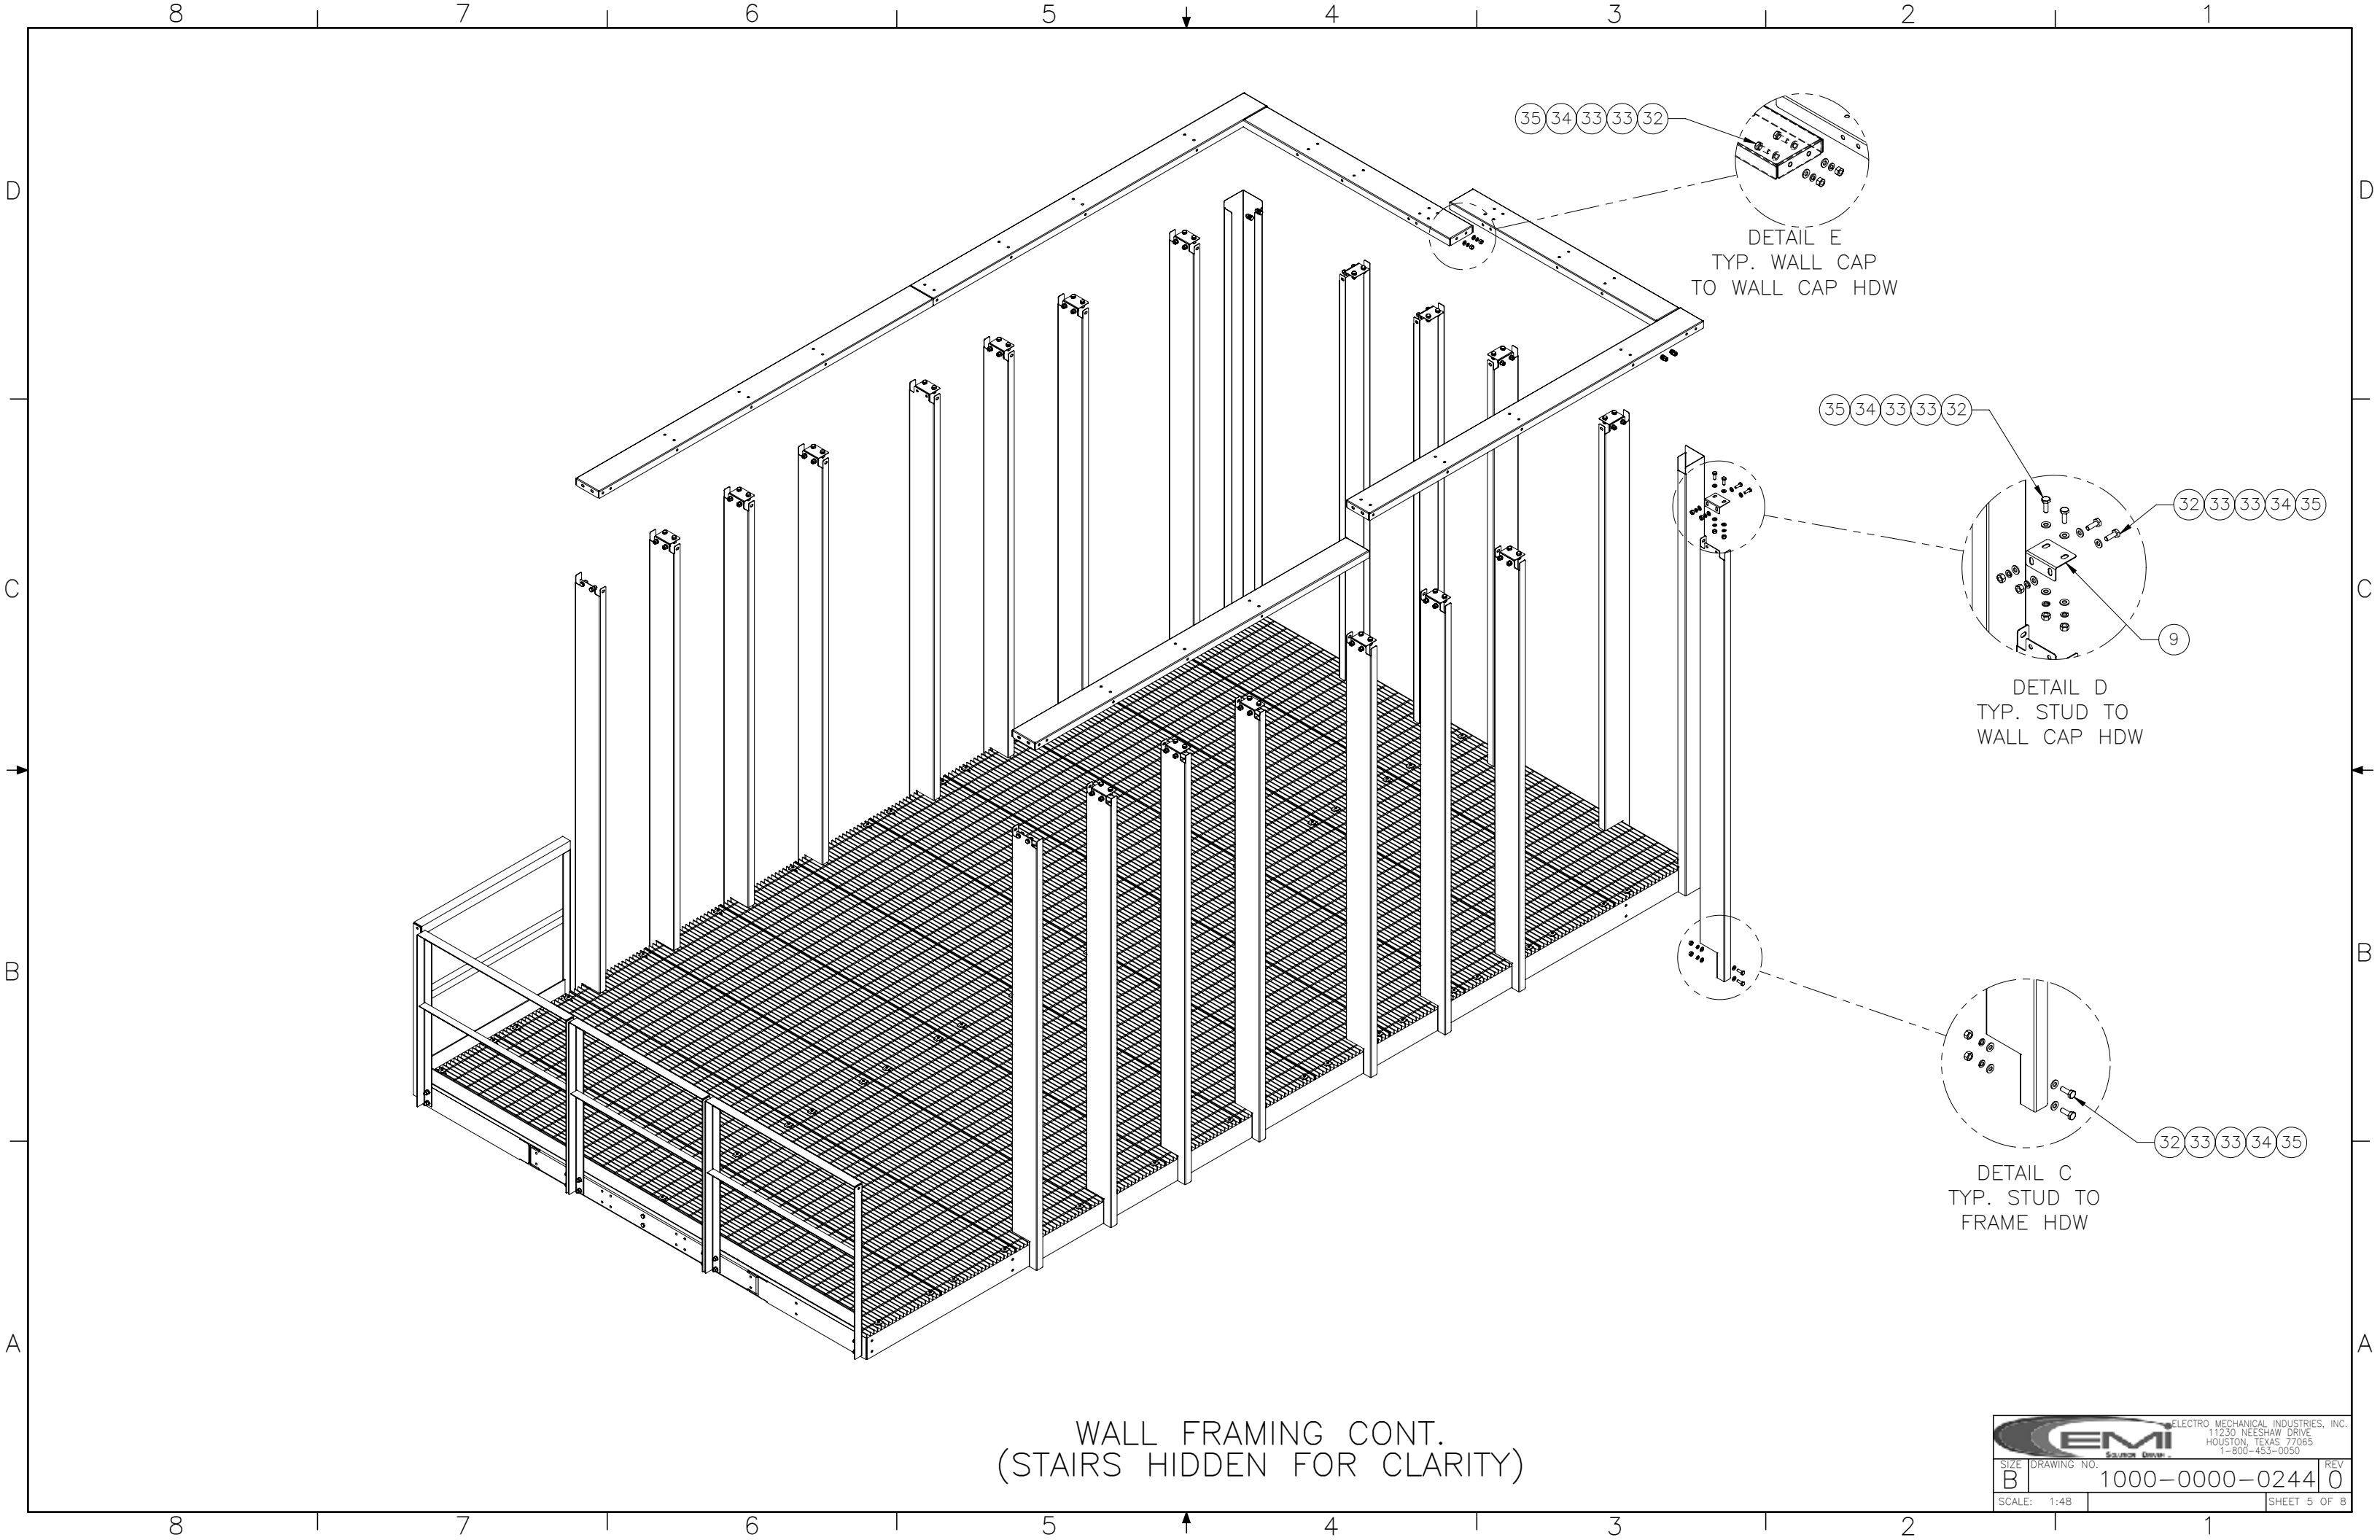 8 7 6 5 4 3 2 1
D
D
C
C
B
B
A
A
35 34 33 33 32
DETAIL E
TYP. WALL CAP
TO WALL CAP HDW
35 34 33 33 32
32 33 33 34 35
9
DETAIL D
TYP. STUD TO
WALL CAP HDW
32 33 33 34 35
DETAIL C
TYP. STUD TO
FRAME HDW
WALL FRAMING CONT.
(STAIRS HIDDEN FOR CLARITY)
EMI
SOLUTION DRIVEN
ELECTRO MECHANICAL INDUSTRIES, INC.
11230 NEESHAW DRIVE
HOUSTON, TEXAS 77065
1-800-453-0050
SIZE DRAWING NO. REV
B 1000-0000-0244 0
SCALE: 1:48 SHEET 5 OF 8
8 7 6 5 4 3 2 1